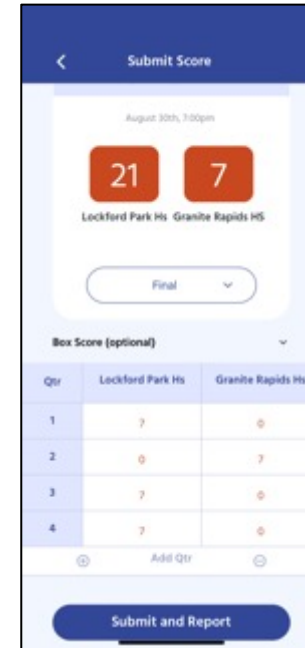 Submit Score
August 30th, 7:00pm
21 7
Lockford Park Hs Granite Rapids HS
Final
Box Score (optional)
Qtr Lockford Park Hs Granite Rapids Hs
1 7 0
2 0 7
3 7 0
4 7 0
Add Qtr
Submit and Report